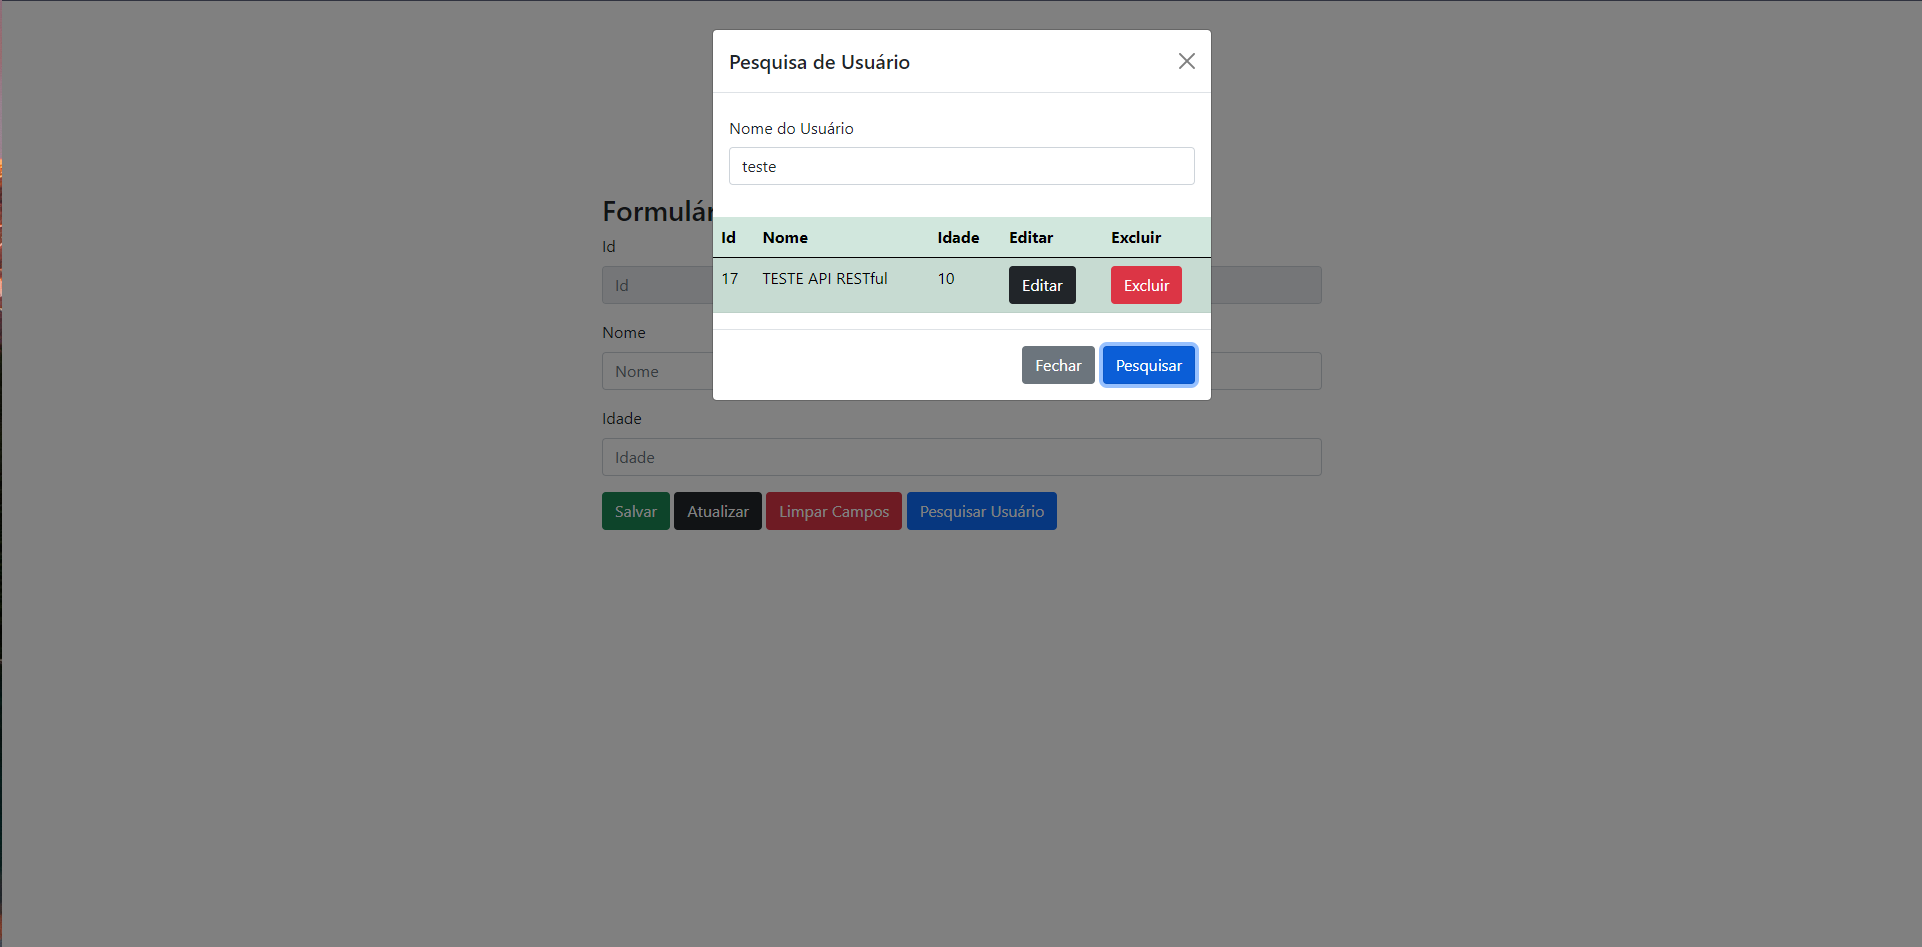 Pesquisa de Usuário
Nome do Usuário
teste
Id Nome Idade Editar Excluir
17 TESTE API RESTful 10 Editar Excluir
Fechar Pesquisar
Id
Id
Nome
Nome
Idade
Idade
Salvar Atualizar Limpar Campos Pesquisar Usuário